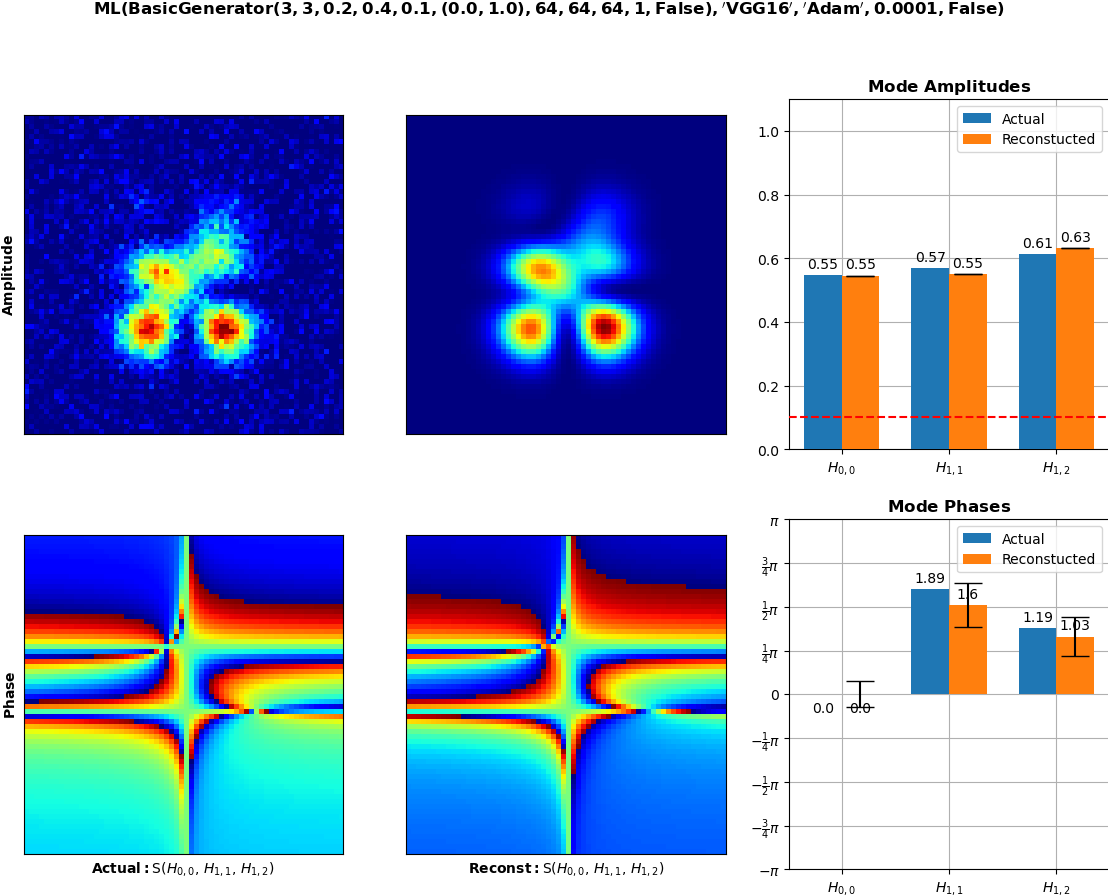 ML(BasicGenerator(3, 3, 0.2, 0.4, 0.1, (0.0, 1.0), 64, 64, 64, 1, False), ′VGG16′, ′Adam′, 0.0001, False)
Amplitude
Mode Amplitudes
Actual
Reconstucted
1.0
0.8
0.6
0.4
0.2
0.0
0.55 0.55
0.57 0.55
0.61 0.63
H0,0 H1,1 H1,2
Phase
Actual: S(H0,0, H1,1, H1,2)
Reconst: S(H0,0, H1,1, H1,2)
Mode Phases
Actual
Reconstucted
π
3/4π
1/2π
1/4π
0
−1/4π
−1/2π
−3/4π
−π
0.0 0.0
1.89 1.6
1.19 1.03
H0,0 H1,1 H1,2